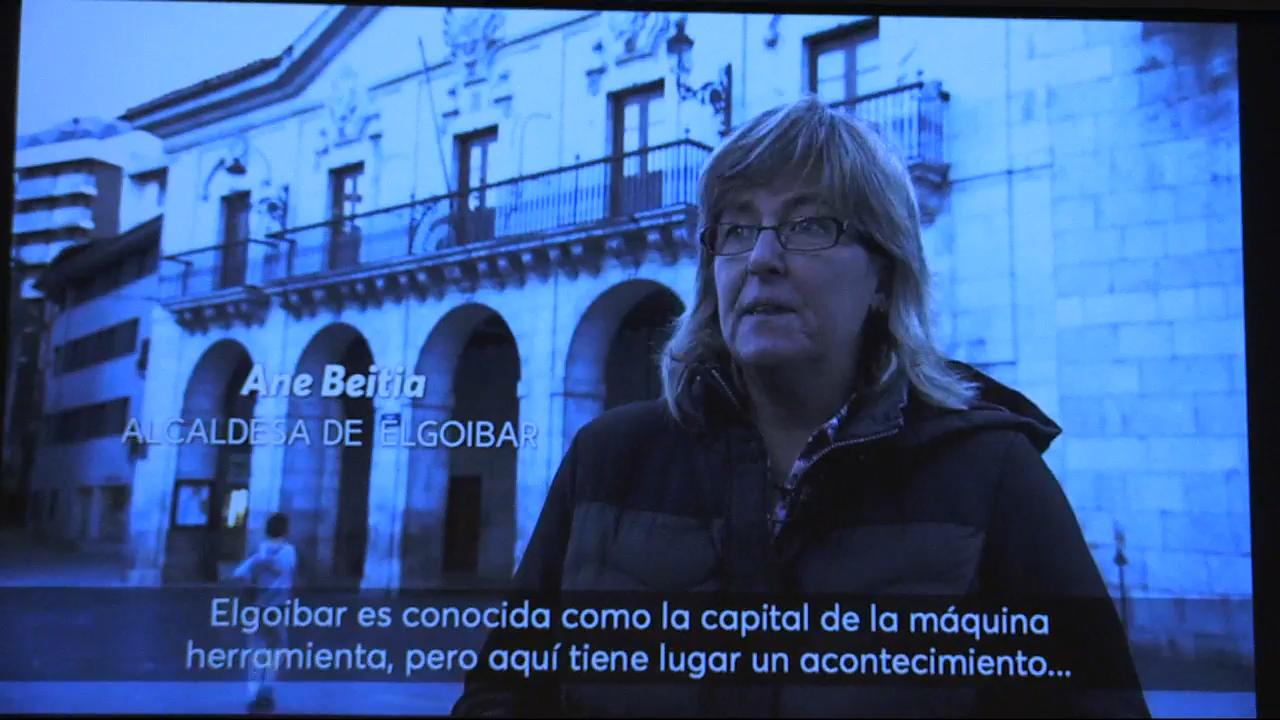 Ane Beitia
ALCALDESA DE ELGOIBAR
Elgoibar es conocida como la capital de la máquina
herramienta, pero aquí tiene lugar un acontecimiento...